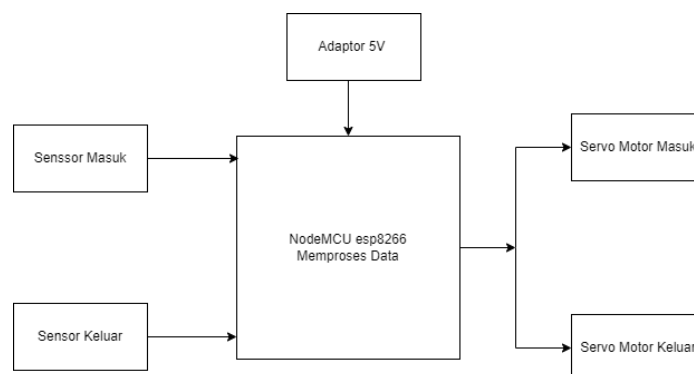 Adaptor 5V
Senssor Masuk
Servo Motor Masuk
NodeMCU esp8266
Memproses Data
Sensor Keluar
Servo Motor Keluar